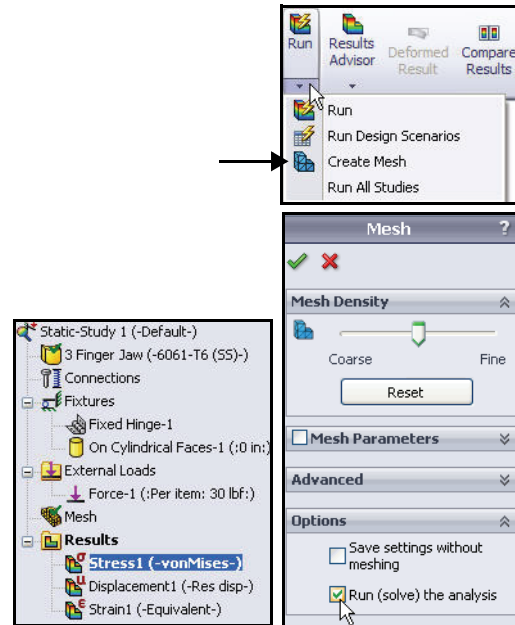 Run
Results Advisor
Deformed Result
Compare Results
Run
Run Design Scenarios
Create Mesh
Run All Studies
Mesh
?
Mesh Density
Coarse
Fine
Reset
Mesh Parameters
Advanced
Options
Save settings without
meshing
Run (solve) the analysis
Static-Study 1 (-Default-)
3 Finger Jaw (-6061-T6 (SS)-)
Connections
Fixtures
Fixed Hinge-1
On Cylindrical Faces-1 (:0 in:)
External Loads
Force-1 (:Per item: 30 lbf:)
Mesh
Results
Stress1 (-vonMises-)
Displacement1 (-Res disp-)
Strain1 (-Equivalent-)